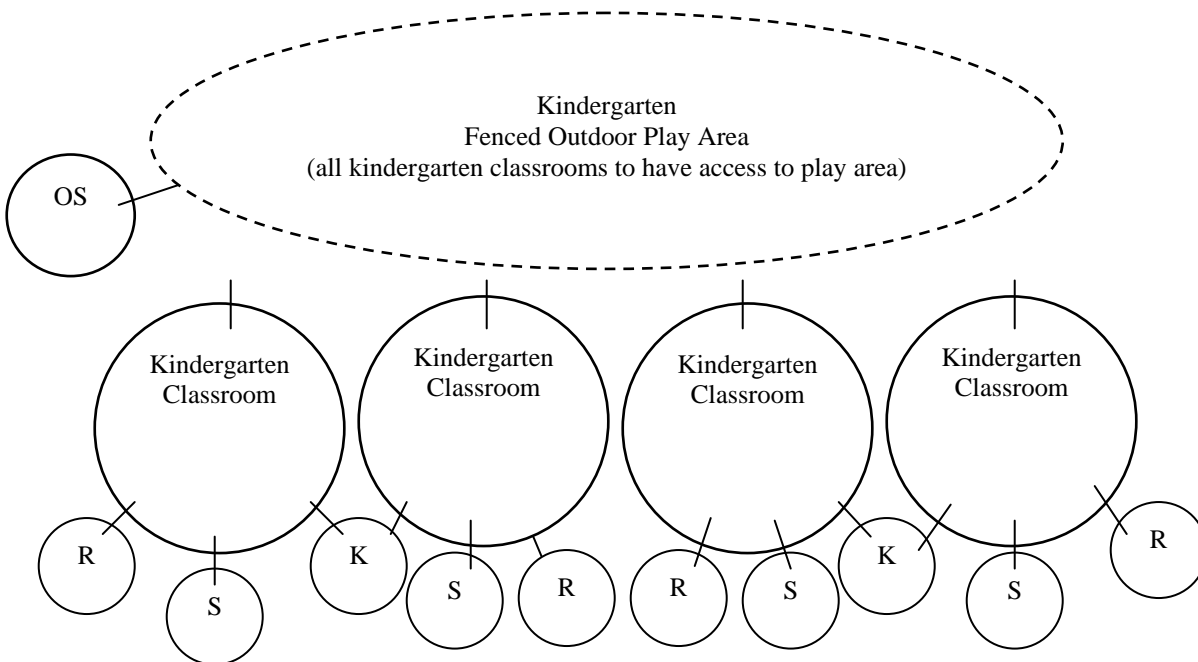 Kindergarten
Fenced Outdoor Play Area
(all kindergarten classrooms to have access to play area)
OS
Kindergarten
Classroom
Kindergarten
Classroom
Kindergarten
Classroom
Kindergarten
Classroom
R
S
K
S
R
R
S
K
S
R